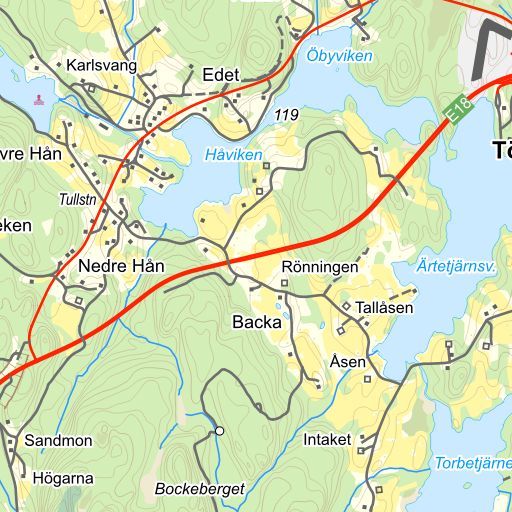 Öbyviken
Karlsvang
Edet
119
E18
Tö
vre Hån
Håviken
Tullstn
eken
Nedre Hån
Rönningen
Ärtetjärnsv.
Tallåsen
Backa
Åsen
Sandmon
Intaket
Torbetjärne
Högarna
Bockeberget